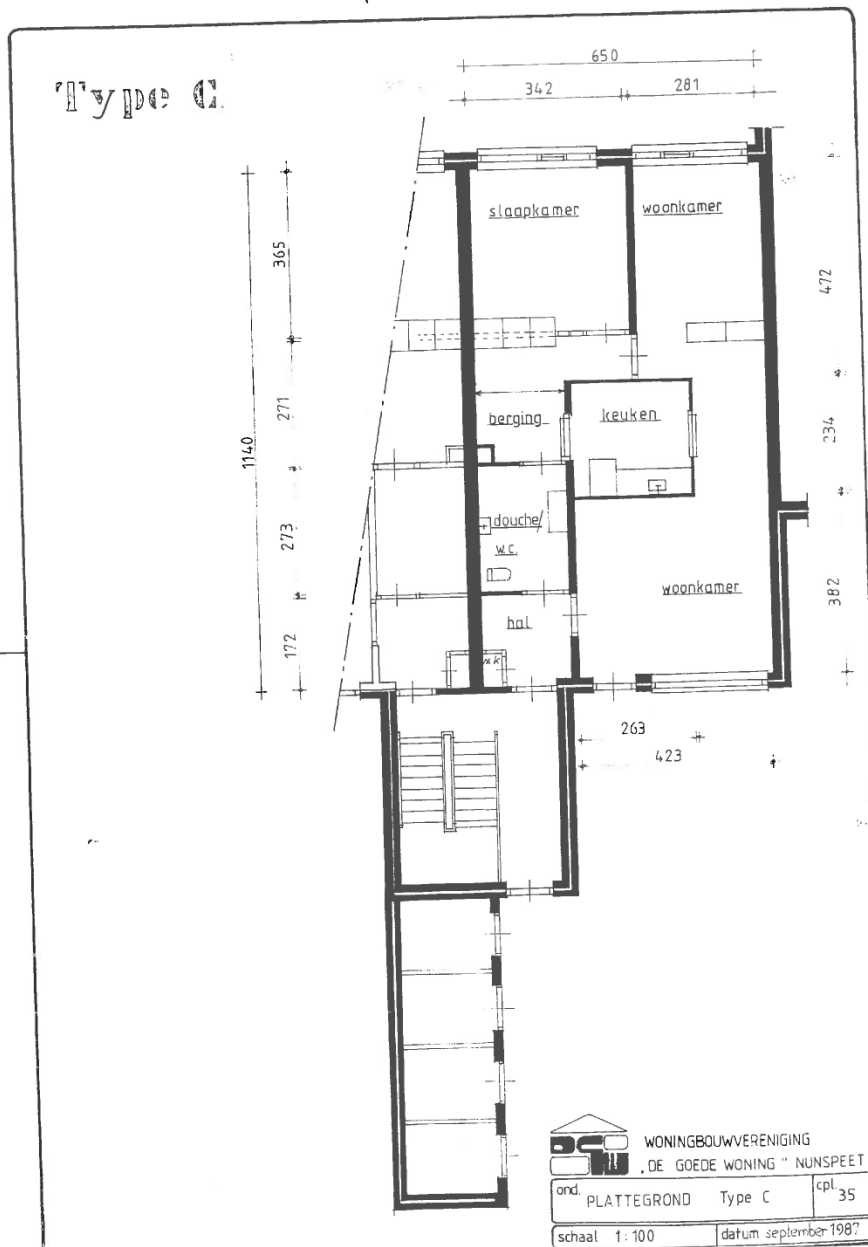 Type C.
650
342 281
slaapkamer woonkamer
365
472
271
berging keuken
234
1140
273
douche/
w.c.
woonkamer
382
hal
172
m.k
263
423
WONINGBOUWVERENIGING
„DE GOEDE WONING" NUNSPEET
ond. PLATTEGROND Type C cpl. 35
schaal 1:100 datum september 1987